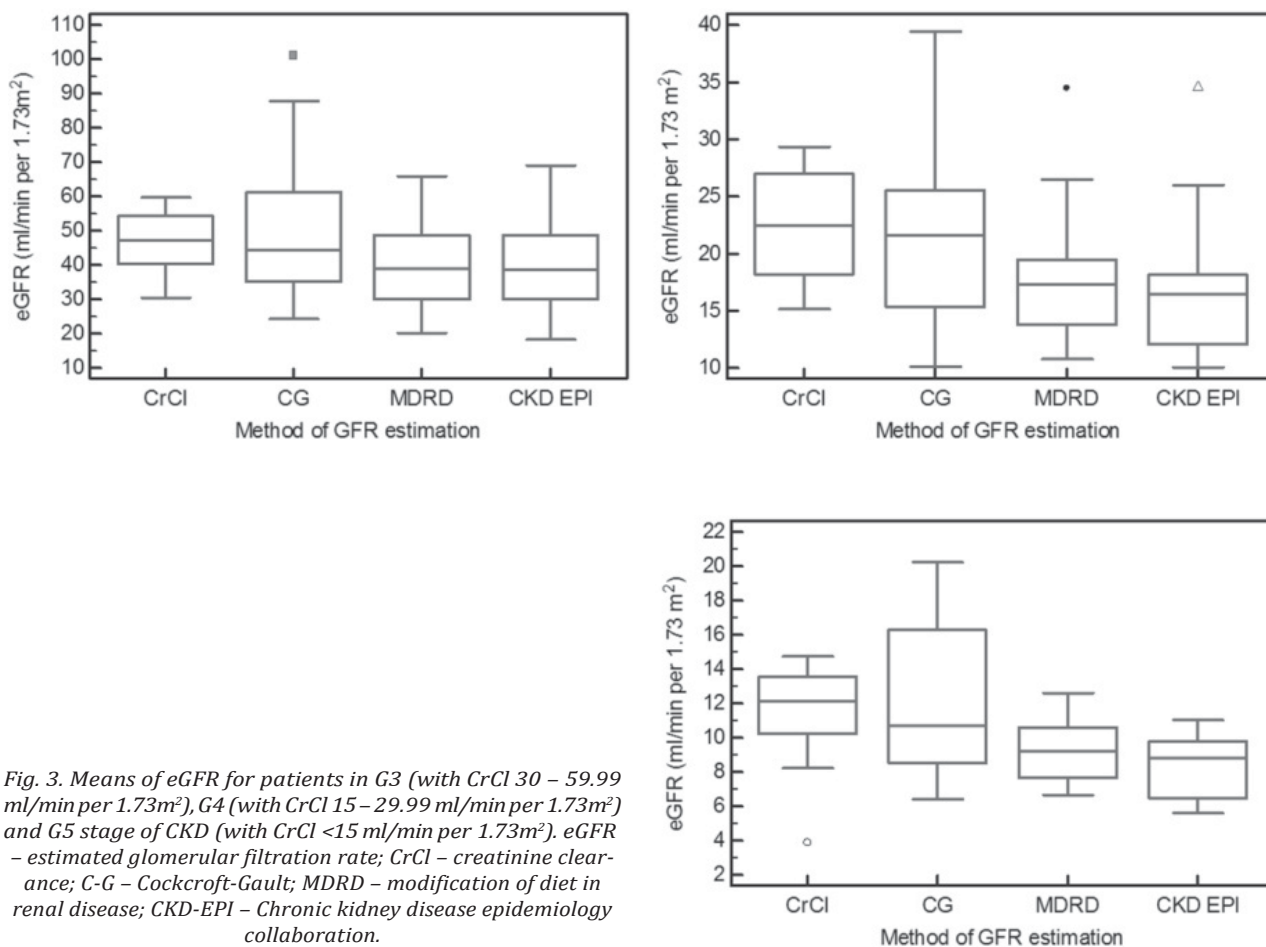 110
100
90
80
70
60
50
40
30
20
10
eGFR (ml/min per 1.73m²)
CrCl
CG
MDRD
CKD EPI
Method of GFR estimation
40
35
30
25
20
15
10
eGFR (ml/min per 1.73 m²)
CrCl
CG
MDRD
CKD EPI
Method of GFR estimation
22
20
18
16
14
12
10
8
6
4
2
eGFR (ml/min per 1.73 m²)
CrCl
CG
MDRD
CKD EPI
Method of GFR estimation
Fig. 3. Means of eGFR for patients in G3 (with CrCl 30 – 59.99
ml/min per 1.73m²), G4 (with CrCl 15 – 29.99 ml/min per 1.73m²)
and G5 stage of CKD (with CrCl <15 ml/min per 1.73m²). eGFR
– estimated glomerular filtration rate; CrCl – creatinine clear-
ance; C-G – Cockcroft-Gault; MDRD – modification of diet in
renal disease; CKD-EPI – Chronic kidney disease epidemiology
collaboration.